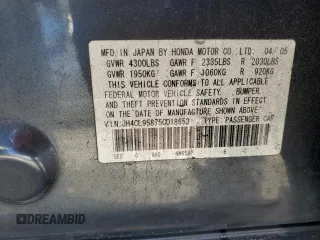 MFD. IN JAPAN BY HONDA MOTOR CO., LTD. 04/05
GVWR 4300LBS GAWR F 2335LBS R 2030LBS
GVWR 1950KG GAWR F 1060KG R 920KG
THIS VEHICLE CONFORMS TO ALL APPLICABLE
FEDERAL MOTOR VEHICLE SAFETY, BUMPER,
AND THEFT PREVENTION STANDARDS IN EFFECT
ON THE DATE OF MANUFACTURE SHOWN ABOVE.
V.I.N: TYPE: PASSENGER CAR
DREAMBID